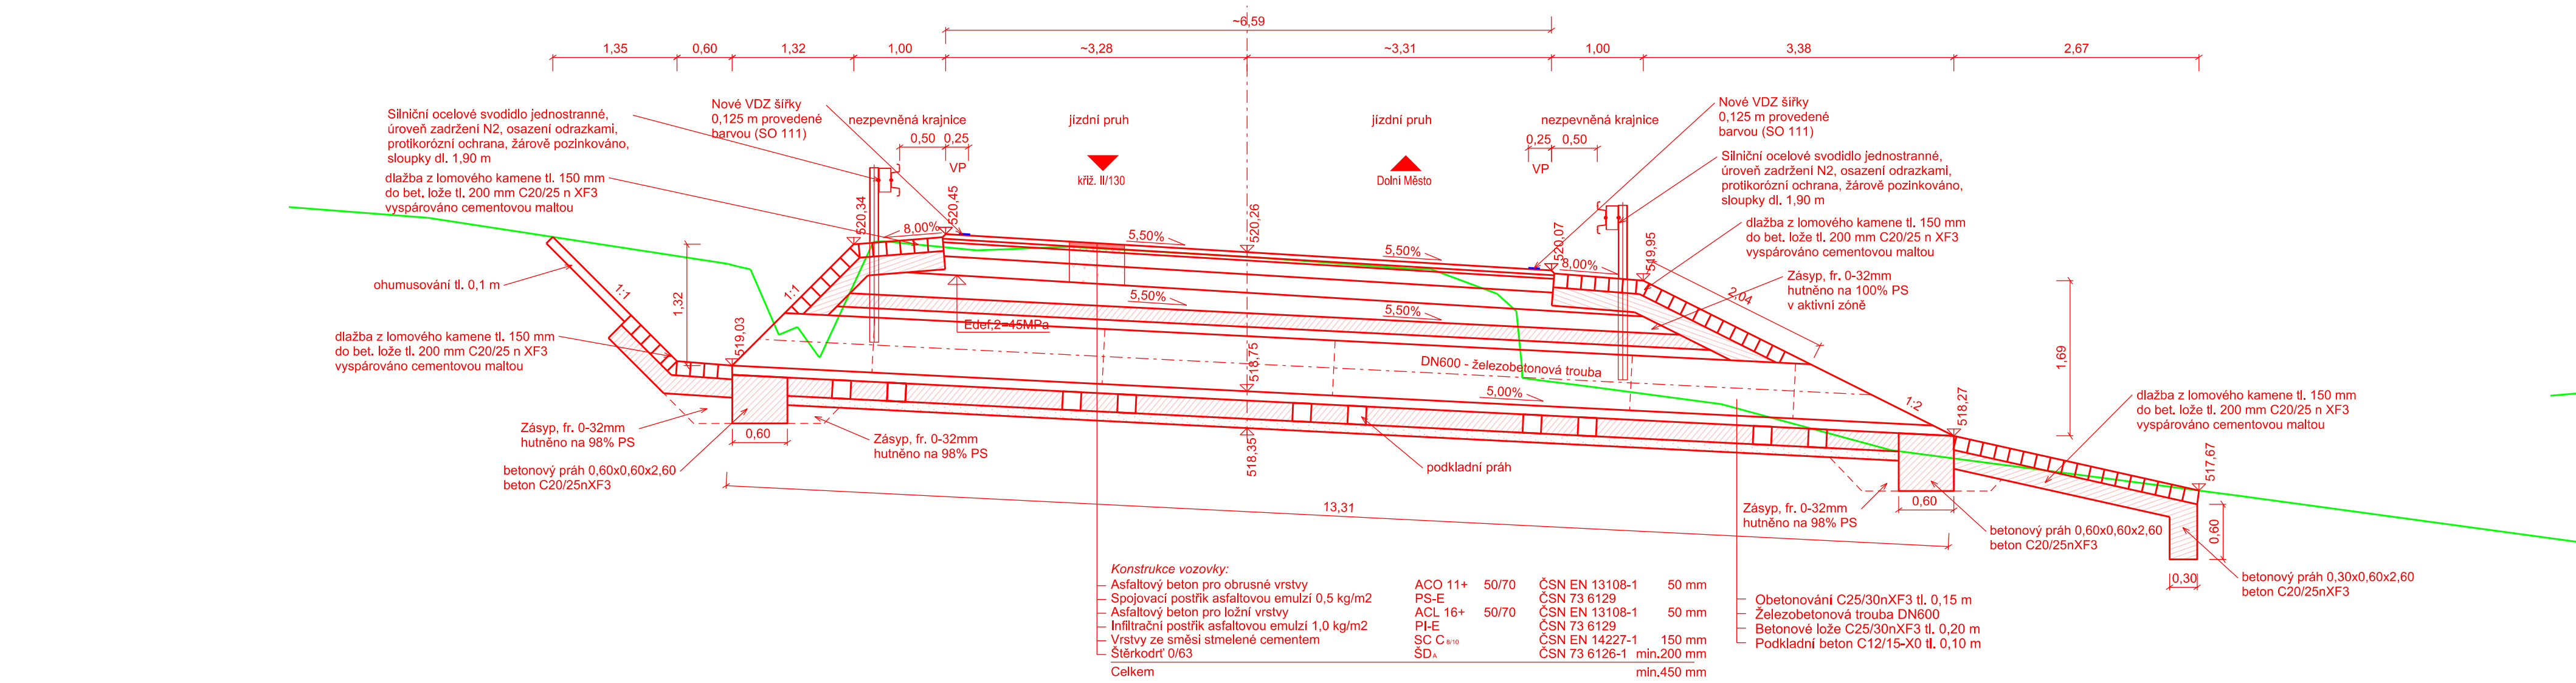 ~6,59
1,35
0,60
1,32
1,00
~3,28
~3,31
1,00
3,38
2,67
Silniční ocelové svodidlo jednostranné,
úroveň zadržení N2, osazení odrazkami,
protikorózní ochrana, žárově pozinkováno,
sloupky dl. 1,90 m
dlažba z lomového kamene tl. 150 mm
do bet. lože tl. 200 mm C20/25 n XF3
vyspárováno cementovou maltou
Nové VDZ šířky
0,125 m provedené
barvou (SO 111)
nezpevněná krajnice
0,50
0,25
VP
jízdní pruh
křiž. II/130
jízdní pruh
Dolní Město
nezpevněná krajnice
0,25
0,50
VP
Nové VDZ šířky
0,125 m provedené
barvou (SO 111)
Silniční ocelové svodidlo jednostranné,
úroveň zadržení N2, osazení odrazkami,
protikorózní ochrana, žárově pozinkováno,
sloupky dl. 1,90 m
dlažba z lomového kamene tl. 150 mm
do bet. lože tl. 200 mm C20/25 n XF3
vyspárováno cementovou maltou
Zásyp, fr. 0-32mm
hutněno na 100% PS
v aktivní zóně
520,34
520,45
520,26
520,07
519,95
8,00%
5,50%
5,50%
8,00%
5,50%
5,50%
2,04
1:1
1:1
1,32
519,03
Edef,2=45MPa
518,75
DN600 - železobetonová trouba
5,00%
1:2
1,69
518,27
518,35
517,67
ohumusování tl. 0,1 m
dlažba z lomového kamene tl. 150 mm
do bet. lože tl. 200 mm C20/25 n XF3
vyspárováno cementovou maltou
Zásyp, fr. 0-32mm
hutněno na 98% PS
0,60
Zásyp, fr. 0-32mm
hutněno na 98% PS
betonový práh 0,60x0,60x2,60
beton C20/25nXF3
podkladní práh
13,31
dlažba z lomového kamene tl. 150 mm
do bet. lože tl. 200 mm C20/25 n XF3
vyspárováno cementovou maltou
Zásyp, fr. 0-32mm
hutněno na 98% PS
0,60
betonový práh 0,60x0,60x2,60
beton C20/25nXF3
0,60
0,30
betonový práh 0,30x0,60x2,60
beton C20/25nXF3
Konstrukce vozovky:
Asfaltový beton pro obrusné vrstvy ACO 11+ 50/70 ČSN EN 13108-1 50 mm
Spojovací postřik asfaltovou emulzí 0,5 kg/m2 PS-E ČSN 73 6129
Asfaltový beton pro ložní vrstvy ACL 16+ 50/70 ČSN EN 13108-1 50 mm
Infiltrační postřik asfaltovou emulzí 1,0 kg/m2 PI-E ČSN 73 6129
Vrstvy ze směsi stmelené cementem SC C 8/10 ČSN EN 14227-1 150 mm
Štěrkodrť 0/63 ŠDA ČSN 73 6126-1 min.200 mm
Celkem min.450 mm
Obetonování C25/30nXF3 tl. 0,15 m
Železobetonová trouba DN600
Betonové lože C25/30nXF3 tl. 0,20 m
Podkladní beton C12/15-X0 tl. 0,10 m